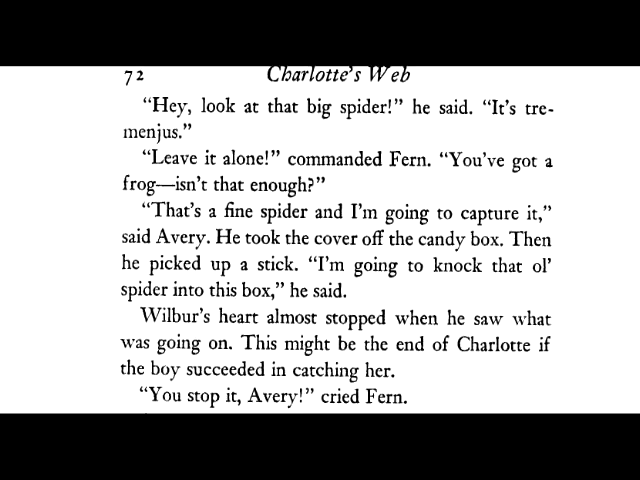 72 Charlotte's Web
"Hey, look at that big spider!" he said. "It's tre-
menjus."
"Leave it alone!" commanded Fern. "You've got a
frog—isn't that enough?"
"That's a fine spider and I'm going to capture it,"
said Avery. He took the cover off the candy box. Then
he picked up a stick. "I'm going to knock that ol'
spider into this box," he said.
Wilbur's heart almost stopped when he saw what
was going on. This might be the end of Charlotte if
the boy succeeded in catching her.
"You stop it, Avery!" cried Fern.